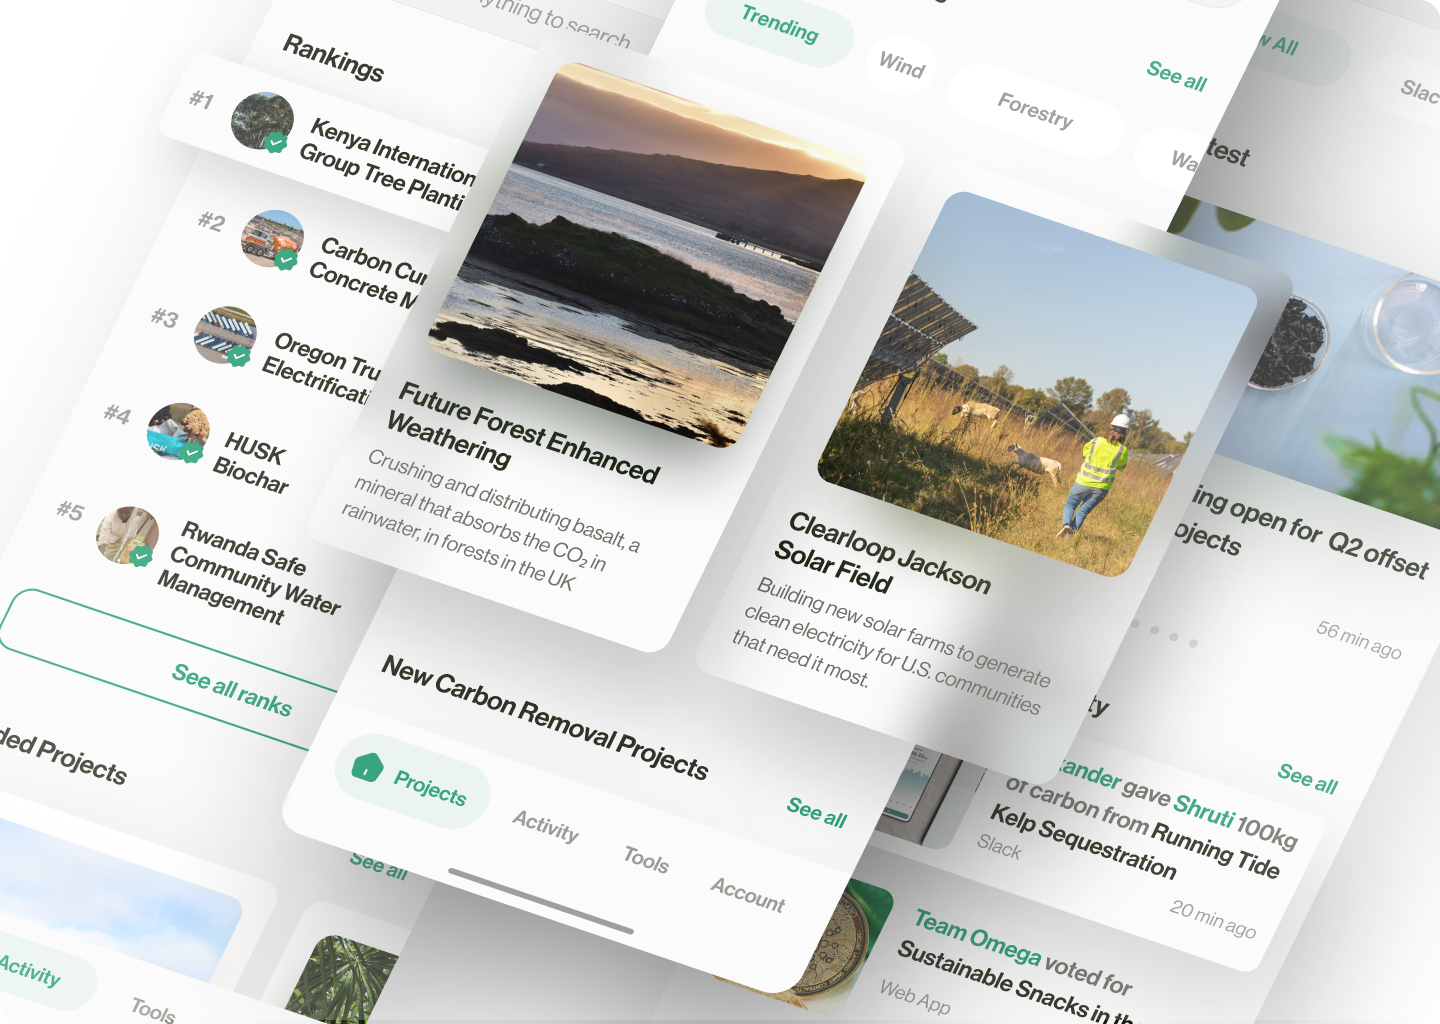 to search
Rankings
#1
Kenya Internation
Group Tree Planti
#2
Carbon Cur
Concrete M
#3
Oregon Tru
Electrificati
#4
HUSK
Biochar
#5
Rwanda Safe
Community Water
Management
See all ranks
Projects
See all
Activity
Tools
Trending
Wind
Forestry
Wa
See all
Future Forest Enhanced
Weathering
Crushing and distributing basalt, a
mineral that absorbs the CO₂ in
rainwater, in forests in the UK
Clearloop Jackson
Solar Field
Building new solar farms to generate
clean electricity for U.S. communities
that need it most.
New Carbon Removal Projects
See all
Projects
Activity
Tools
Account
All
Slac
test
ing open for Q2 offset
ojects
56 min ago
ty
See all
xander gave Shruti 100kg
of carbon from Running Tide
Kelp Sequestration
Slack
20 min ago
Team Omega voted for
Sustainable Snacks in the
Web App